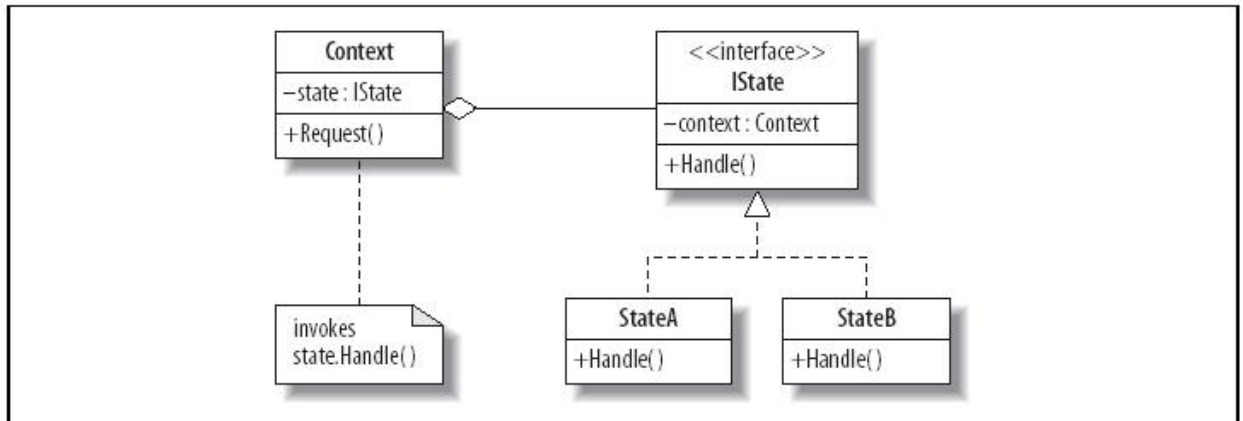 Context
–state : IState
+Request()
<<interface>>
IState
–context : Context
+Handle()
invokes
state.Handle()
StateA
+Handle()
StateB
+Handle()